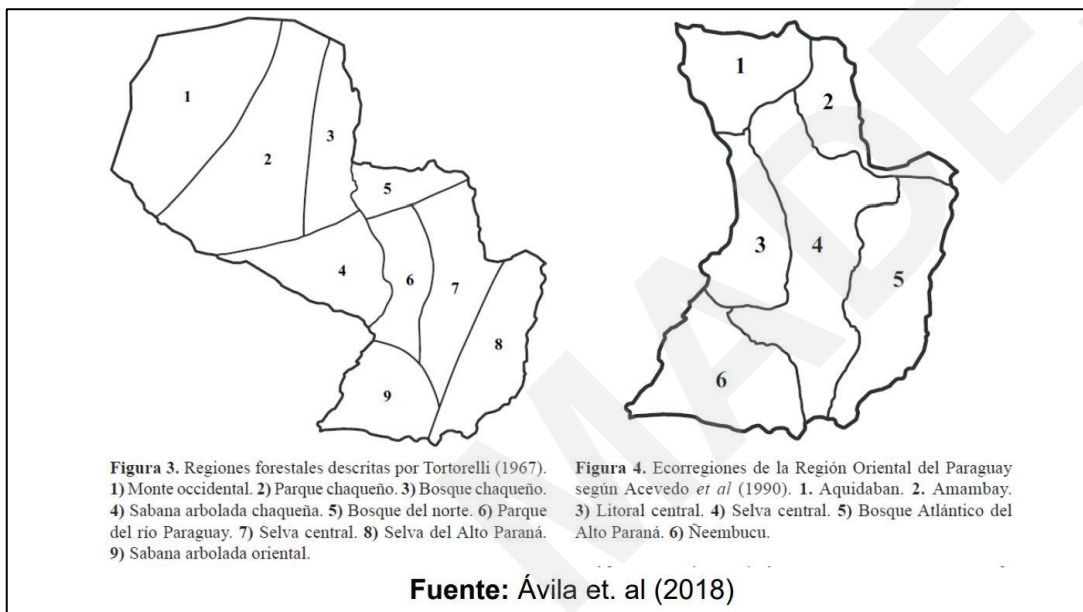 1
2
3
5
4
6
7
8
9
1
2
3
4
5
6
Figura 3. Regiones forestales descritas por Tortorelli (1967).
1) Monte occidental. 2) Parque chaqueño. 3) Bosque chaqueño.
4) Sabana arbolada chaqueña. 5) Bosque del norte. 6) Parque
del río Paraguay. 7) Selva central. 8) Selva del Alto Paraná.
9) Sabana arbolada oriental.
Figura 4. Ecorregiones de la Región Oriental del Paraguay
según Acevedo et al (1990). 1. Aquidaban. 2. Amambay.
3) Litoral central. 4) Selva central. 5) Bosque Atlántico del
Alto Paraná. 6) Ñeembucu.
Fuente: Ávila et. al (2018)
MADE